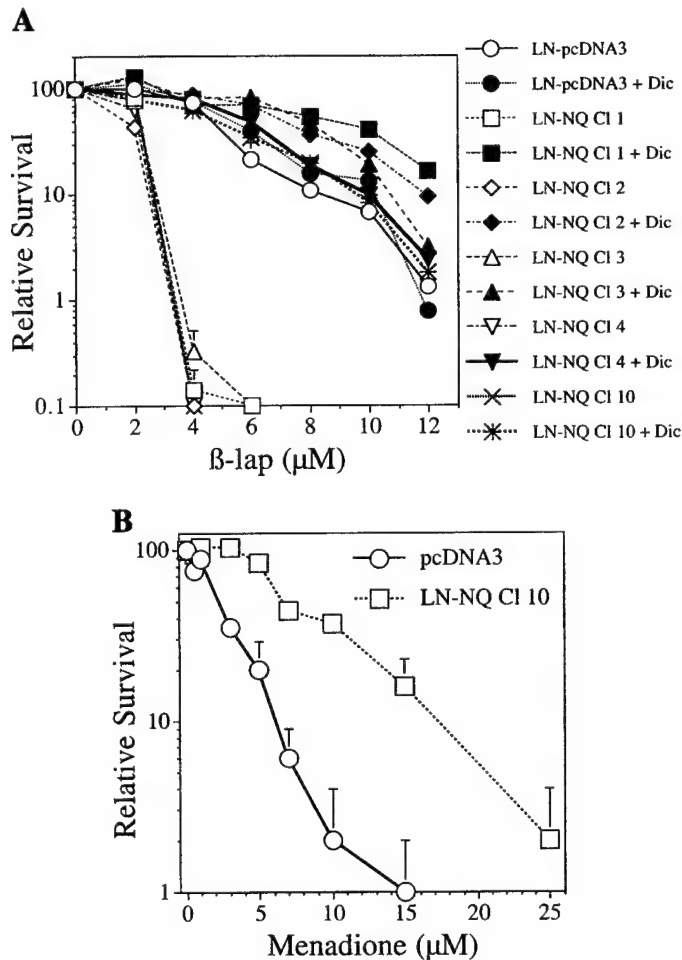 A
Relative Survival
100
10
1
0.1
0
2
4
6
8
10
12
ß-lap (µM)
LN-pcDNA3
LN-pcDNA3 + Dic
LN-NQ Cl 1
LN-NQ Cl 1 + Dic
LN-NQ Cl 2
LN-NQ Cl 2 + Dic
LN-NQ Cl 3
LN-NQ Cl 3 + Dic
LN-NQ Cl 4
LN-NQ Cl 4 + Dic
LN-NQ Cl 10
LN-NQ Cl 10 + Dic
B
Relative Survival
100
10
1
0
5
10
15
20
25
Menadione (µM)
pcDNA3
LN-NQ Cl 10